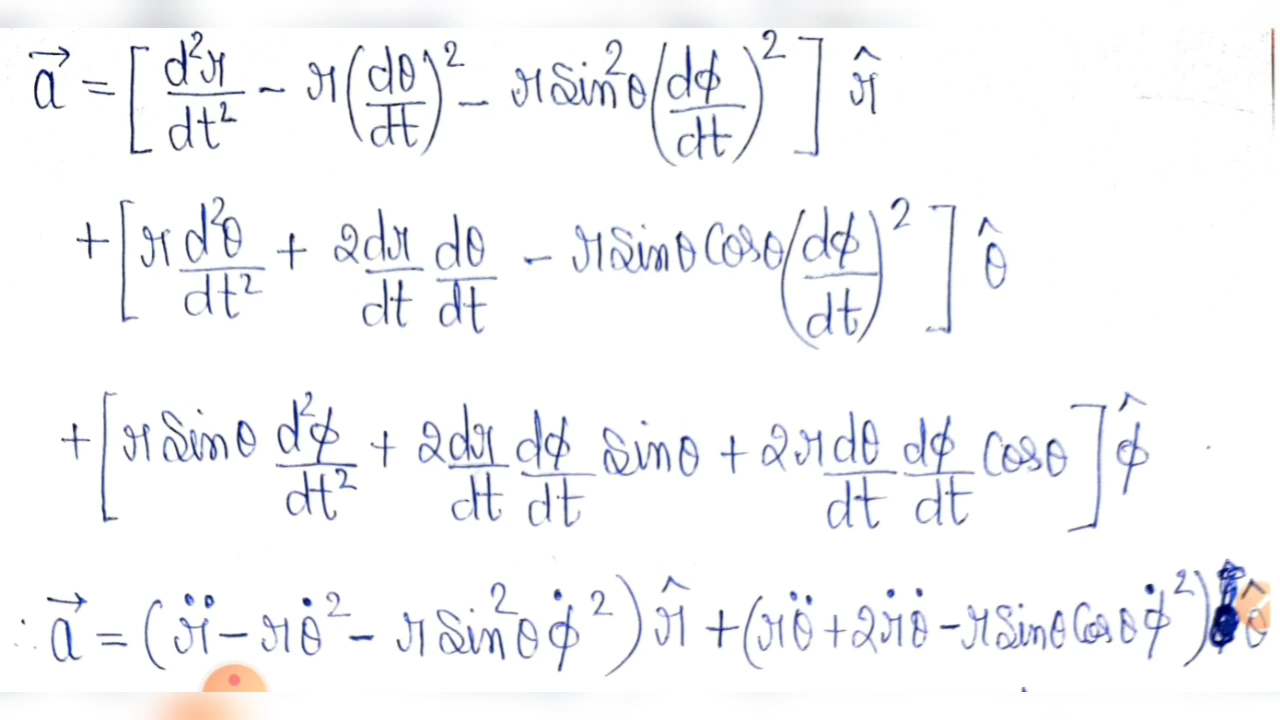 a⃗ = [d²r/dt² - r(dθ/dt)² - r sin²θ(dϕ/dt)²] r̂
+ [r d²θ/dt² + 2 dr/dt dθ/dt - r sinθ cosθ(dϕ/dt)²] θ̂
+ [r sinθ d²ϕ/dt² + 2 dr/dt dϕ/dt sinθ + 2r dθ/dt dϕ/dt cosθ] ϕ̂
∴ a⃗ = (r̈ - rθ̇² - r sin²θ ϕ̇²) r̂ + (rθ̈ + 2ṙθ̇ - r sinθ cosθ ϕ̇²) θ̂